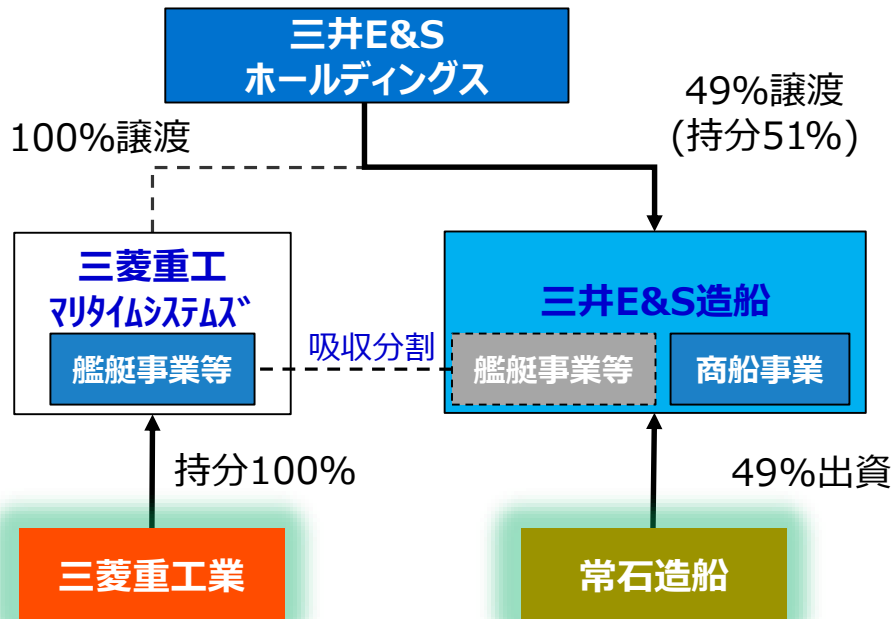 三井E&S
ホールディングス
100%譲渡
49%譲渡
(持分51%)
三菱重工
ﾏﾘﾀｲﾑｼｽﾃﾑｽﾞ
艦艇事業等
吸収分割
三井E&S造船
艦艇事業等
商船事業
持分100%
49%出資
三菱重工業
常石造船